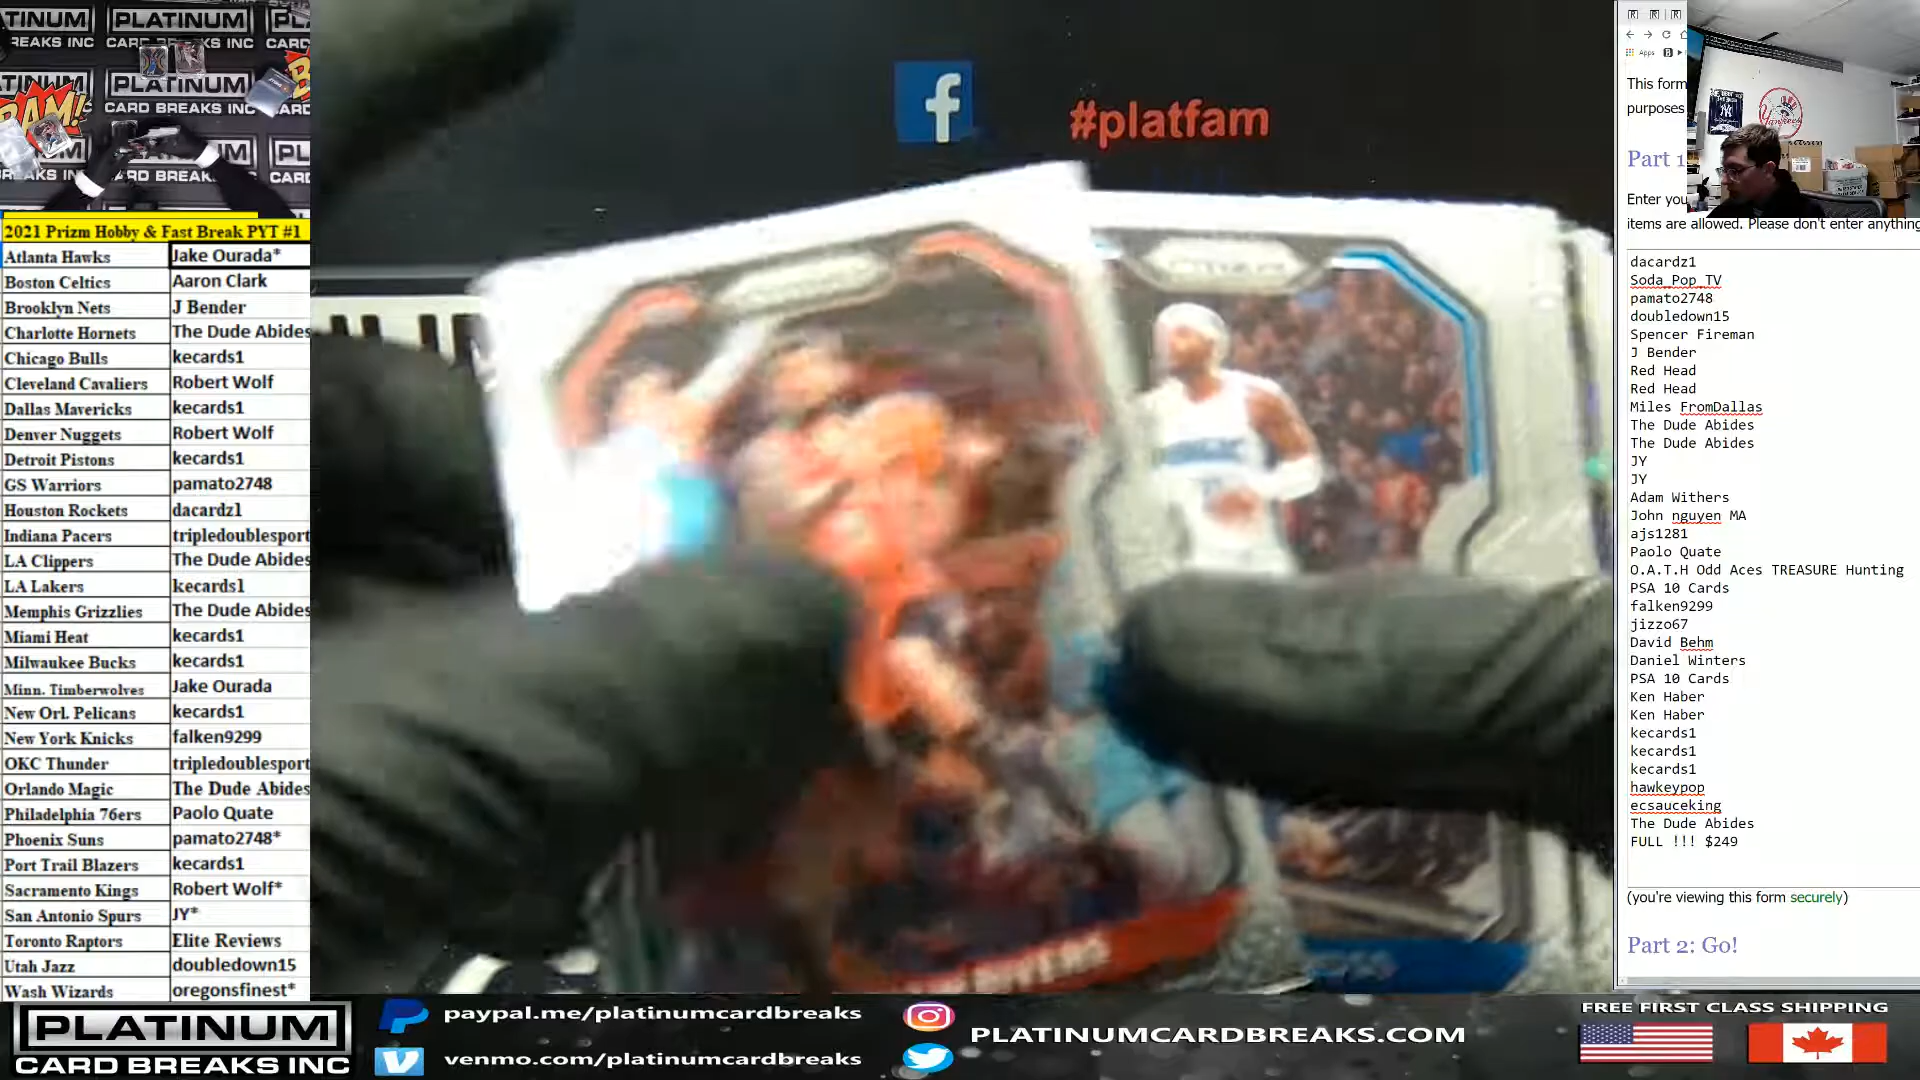 PLATINUM
CARD BREAKS INC
BAM!
#platfam
2021 Prizm Hobby & Fast Break PYT #1
Atlanta Hawks Jake Ourada*
Boston Celtics Aaron Clark
Brooklyn Nets J Bender
Charlotte Hornets The Dude Abides
Chicago Bulls kecards1
Cleveland Cavaliers Robert Wolf
Dallas Mavericks kecards1
Denver Nuggets Robert Wolf
Detroit Pistons kecards1
GS Warriors pamato2748
Houston Rockets dacardz1
Indiana Pacers tripledoublesport
LA Clippers The Dude Abides
LA Lakers kecards1
Memphis Grizzlies The Dude Abides
Miami Heat kecards1
Milwaukee Bucks kecards1
Minn. Timberwolves Jake Ourada
New Orl. Pelicans kecards1
New York Knicks falken9299
OKC Thunder tripledoublesport
Orlando Magic The Dude Abides
Philadelphia 76ers Paolo Quate
Phoenix Suns pamato2748*
Port Trail Blazers kecards1
Sacramento Kings Robert Wolf*
San Antonio Spurs JY*
Toronto Raptors Elite Reviews
Utah Jazz doubledown15
Wash Wizards oregonsfinest*
Apps
This form
purposes
Part 1
Enter you
items are allowed. Please don't enter anything
dacardz1
Soda_Pop_TV
pamato2748
doubledown15
Spencer Fireman
J Bender
Red Head
Red Head
Miles FromDallas
The Dude Abides
The Dude Abides
JY
JY
Adam Withers
John nguyen MA
ajs1281
Paolo Quate
O.A.T.H Odd Aces TREASURE Hunting
PSA 10 Cards
falken9299
jizzo67
David Behm
Daniel Winters
PSA 10 Cards
Ken Haber
Ken Haber
kecards1
kecards1
kecards1
hawkeypop
ecsauceking
The Dude Abides
FULL !!! $249
(you're viewing this form securely)
Part 2: Go!
PLATINUM
CARD BREAKS INC
paypal.me/platinumcardbreaks
venmo.com/platinumcardbreaks
PLATINUMCARDBREAKS.COM
FREE FIRST CLASS SHIPPING